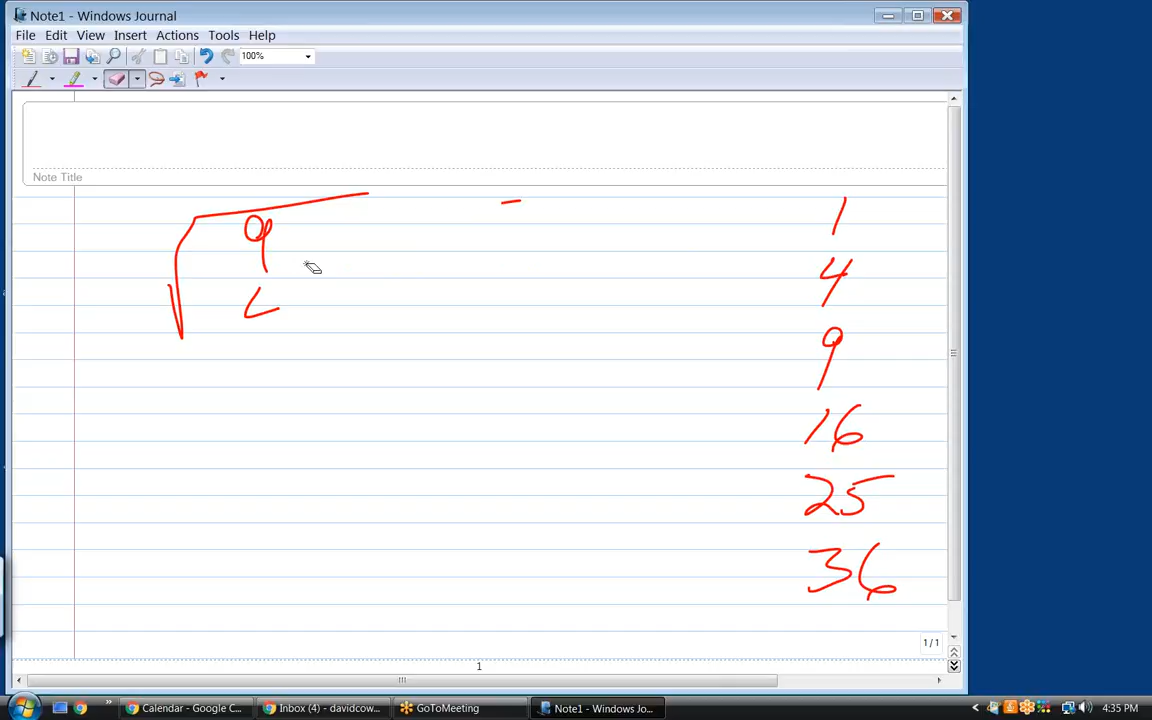 Note1 - Windows Journal
File Edit View Insert Actions Tools Help
100%
Note Title
9
1
4
9
16
25
36
1/1
1
Calendar - Google C...
Inbox (4) - davidcow...
GoToMeeting
Note1 - Windows Jo...
4:35 PM